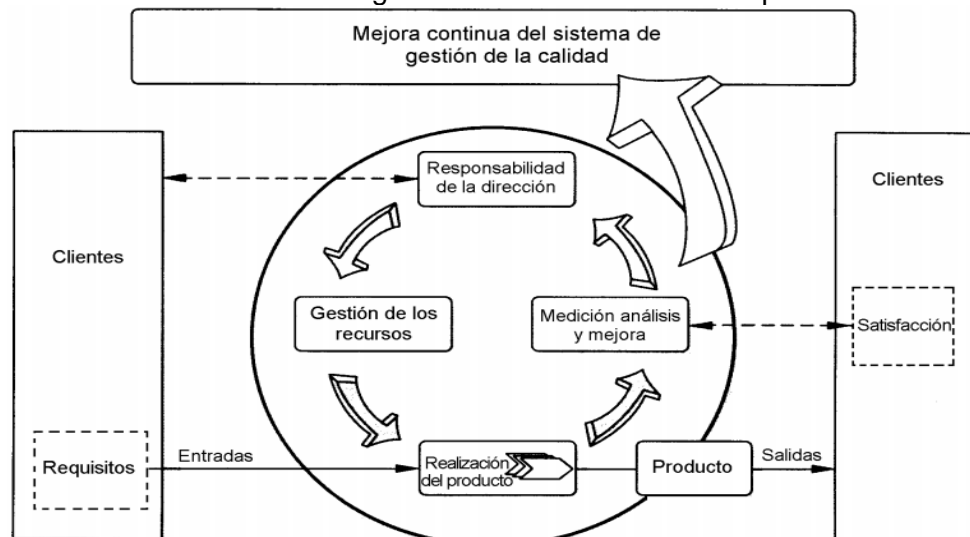 Mejora continua del sistema de
gestión de la calidad
Responsabilidad
de la dirección
Clientes
Clientes
Gestión de los
recursos
Medición análisis
y mejora
Satisfacción
Requisitos
Entradas
Realización
del producto
Producto
Salidas